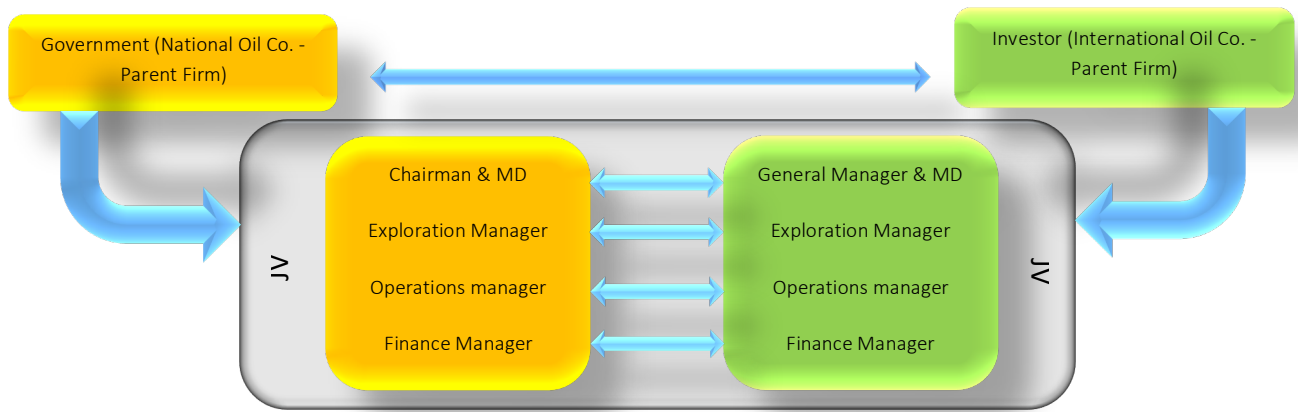 Government (National Oil Co. -
Parent Firm)
Investor (International Oil Co. -
Parent Firm)
JV
Chairman & MD
Exploration Manager
Operations manager
Finance Manager
General Manager & MD
Exploration Manager
Operations manager
Finance Manager
JV